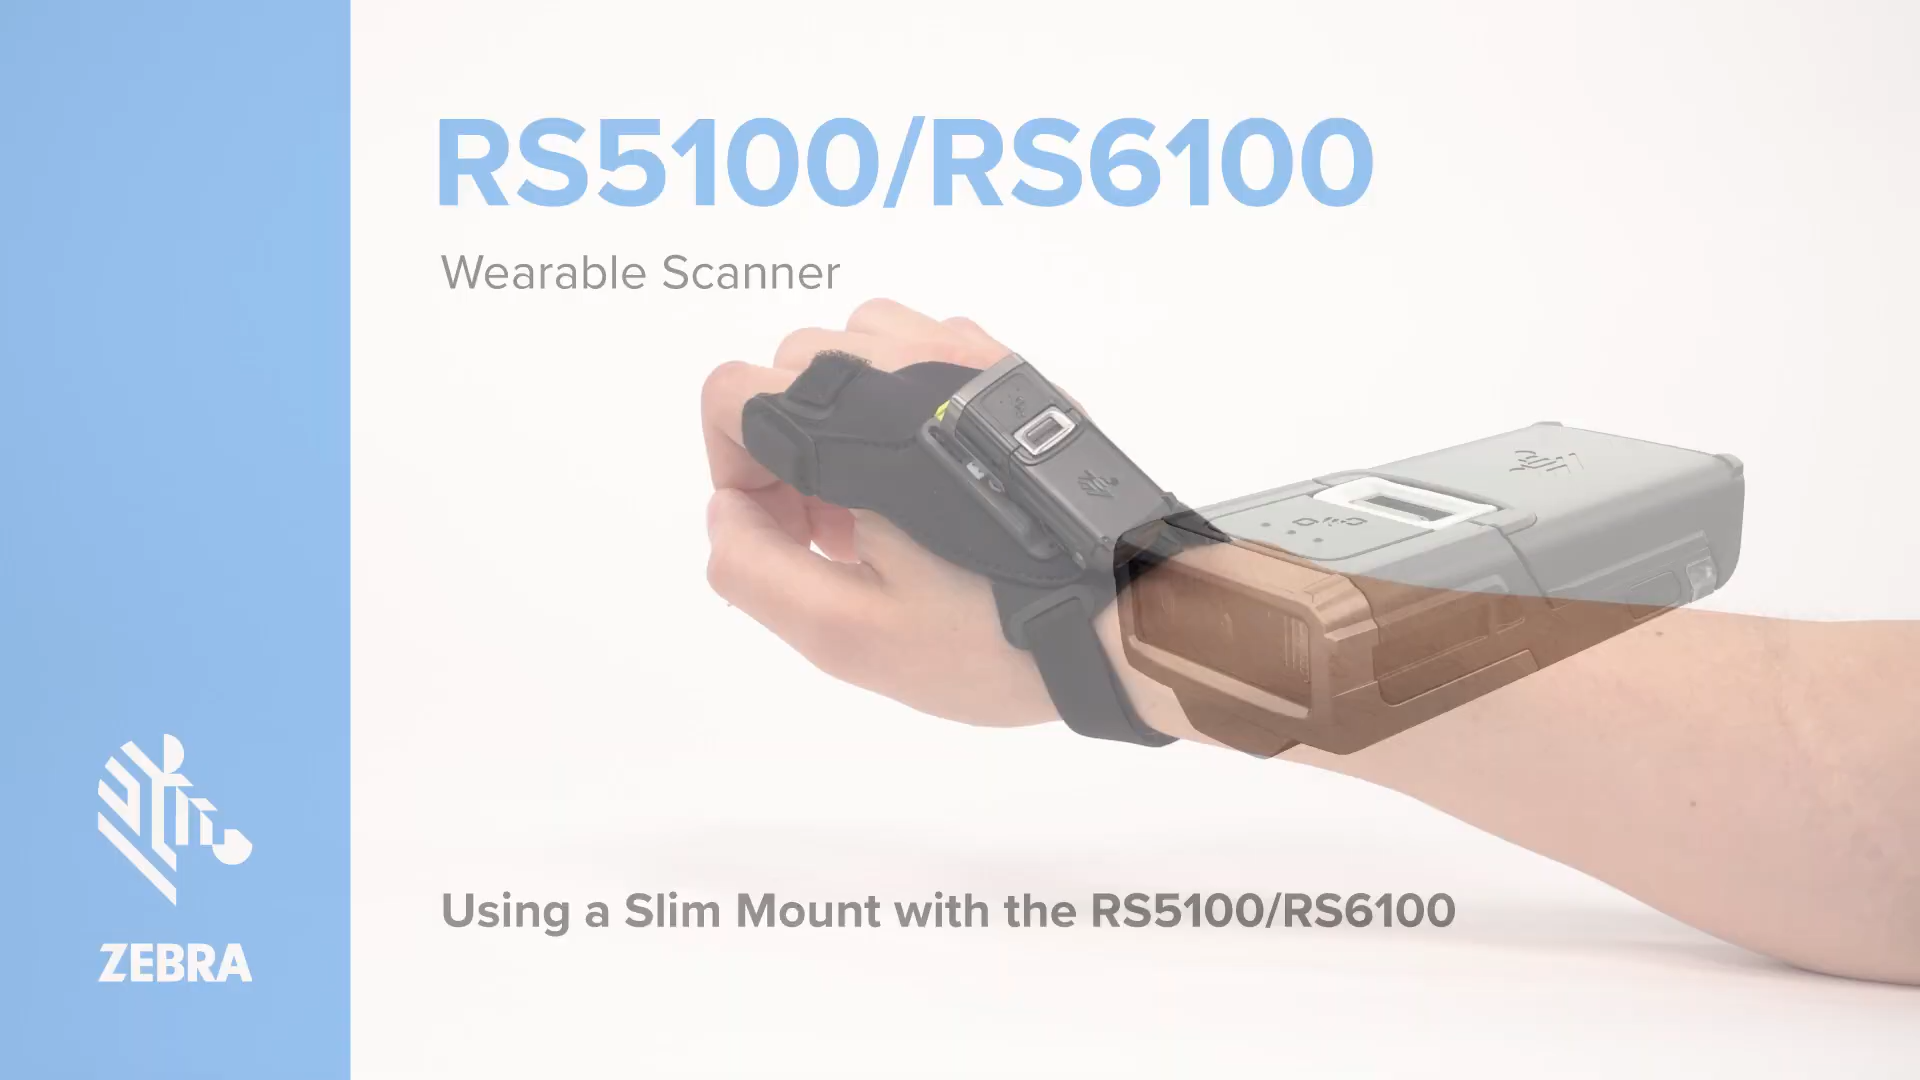 RS5100/RS6100
Wearable Scanner
Using a Slim Mount with the RS5100/RS6100
ZEBRA